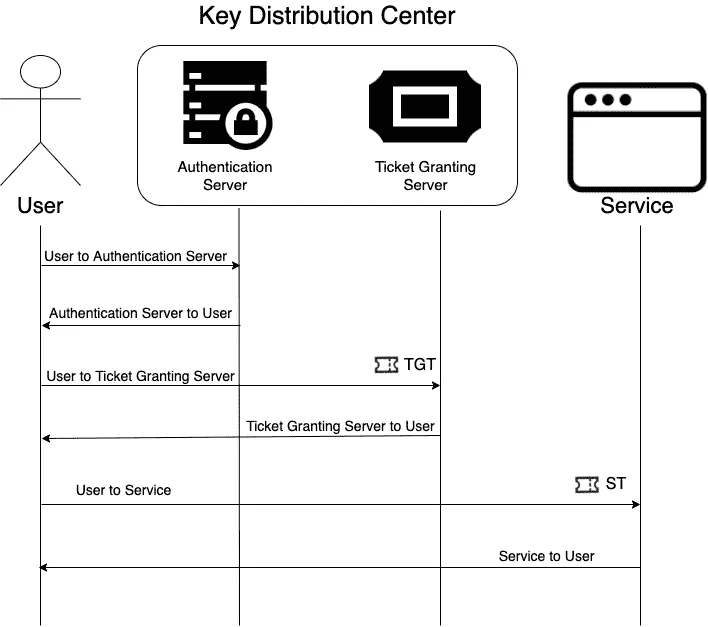 Key Distribution Center
Authentication
Server
Ticket Granting
Server
User
Service
User to Authentication Server
Authentication Server to User
TGT
User to Ticket Granting Server
Ticket Granting Server to User
ST
User to Service
Service to User